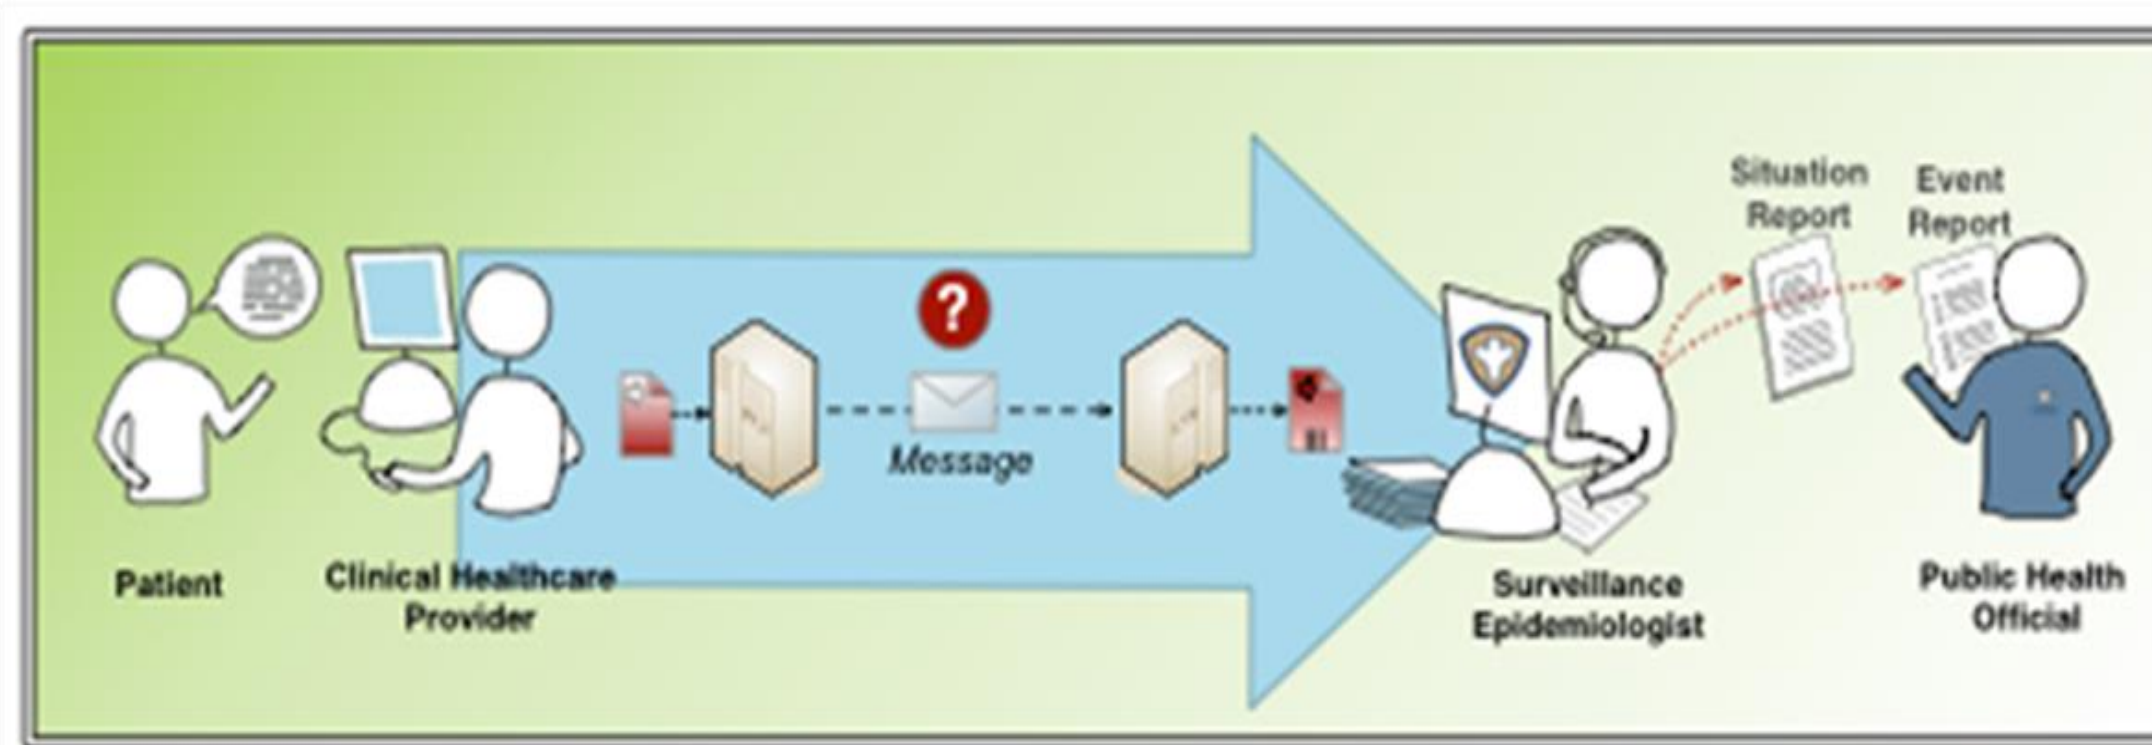 Situation
Report
Event
Report
?
Message
Patient
Clinical Healthcare
Provider
Surveillance
Epidemiologist
Public Health
Official